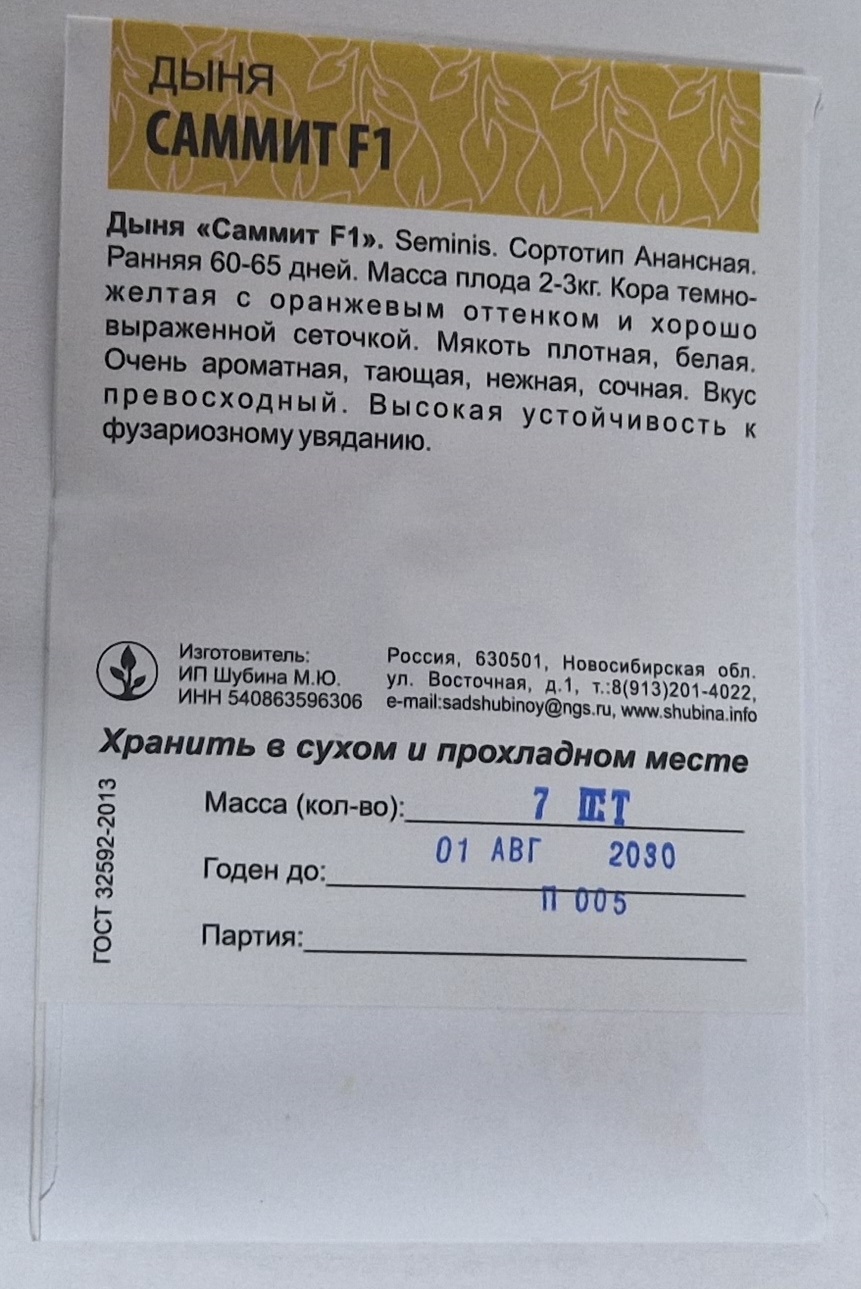 ДЫНЯ
САММИТ F1
Дыня «Саммит F1». Seminis. Сортотип Анансная.
Ранняя 60-65 дней. Масса плода 2-3кг. Кора темно-
желтая с оранжевым оттенком и хорошо
выраженной сеточкой. Мякоть плотная, белая.
Очень ароматная, тающая, нежная, сочная. Вкус
превосходный. Высокая устойчивость к
фузариозному увяданию.
Изготовитель:
ИП Шубина М.Ю.
ИНН 540863596306
Россия, 630501, Новосибирская обл.
ул. Восточная, д.1, т.:8(913)201-4022,
e-mail:sadshubinoy@ngs.ru, www.shubina.info
Хранить в сухом и прохладном месте
ГОСТ 32592-2013
Масса (кол-во): 7 ШТ
Годен до: 01 АВГ 2030
Партия: П 005